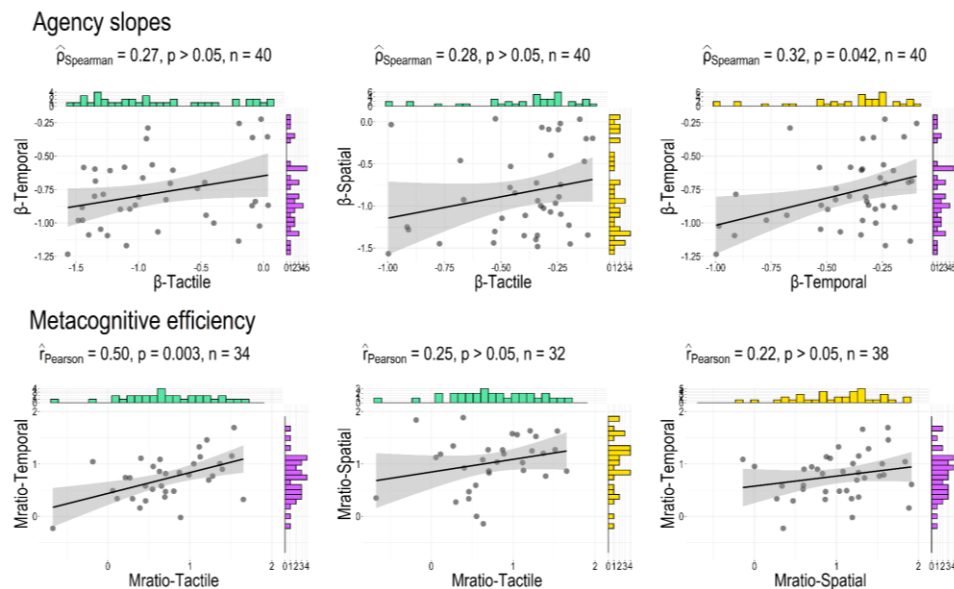 Agency slopes
ρ̂Spearman = 0.27, p > 0.05, n = 40
ρ̂Spearman = 0.28, p > 0.05, n = 40
ρ̂Spearman = 0.32, p = 0.042, n = 40
β-Temporal
-0.25
-0.50
-0.75
-1.00
-1.25
-1.5
-1.0
-0.5
0.0
012345
β-Tactile
β-Spatial
0.0
-0.5
-1.0
-1.5
-1.00
-0.75
-0.50
-0.25
01234
β-Tactile
β-Temporal
-0.25
-0.50
-0.75
-1.00
-1.25
-1.00
-0.75
-0.50
-0.25
012345
β-Temporal
Metacognitive efficiency
r̂Pearson = 0.50, p = 0.003, n = 34
r̂Pearson = 0.25, p > 0.05, n = 32
r̂Pearson = 0.22, p > 0.05, n = 38
Mratio-Temporal
2
1
0
0
1
2
01234
Mratio-Tactile
Mratio-Spatial
2
1
0
0
1
2
01234
Mratio-Tactile
Mratio-Temporal
2
1
0
0
1
2
01234
Mratio-Spatial